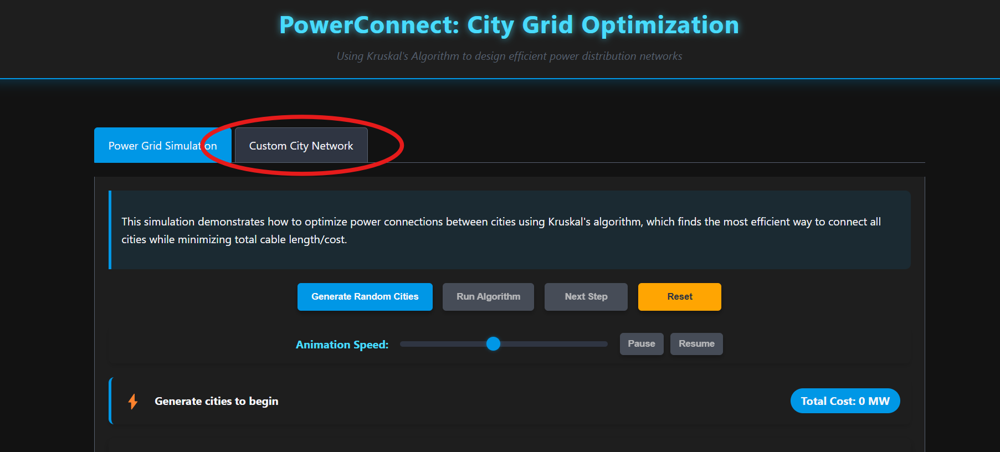 PowerConnect: City Grid Optimization
Using Kruskal's Algorithm to design efficient power distribution networks
Power Grid Simulation
Custom City Network
This simulation demonstrates how to optimize power connections between cities using Kruskal's algorithm, which finds the most efficient way to connect all
cities while minimizing total cable length/cost.
Generate Random Cities
Run Algorithm
Next Step
Reset
Animation Speed:
Pause
Resume
Generate cities to begin
Total Cost: 0 MW